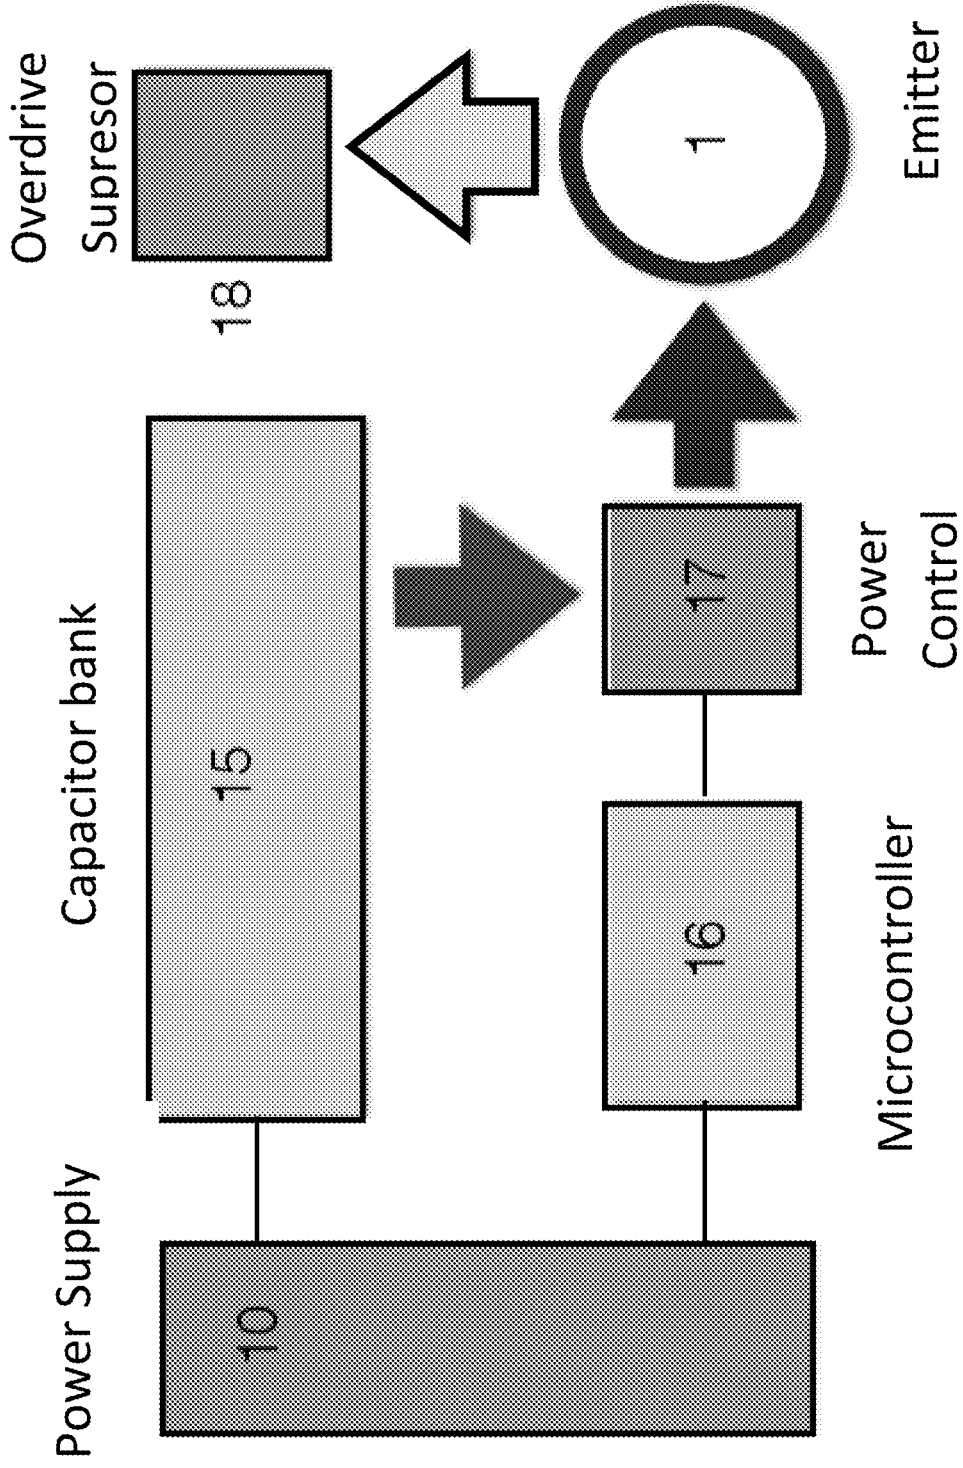 Power Supply
Capacitor bank
Overdrive
Supresor
10
15
18
16
17
1
Microcontroller
Power
Control
Emitter